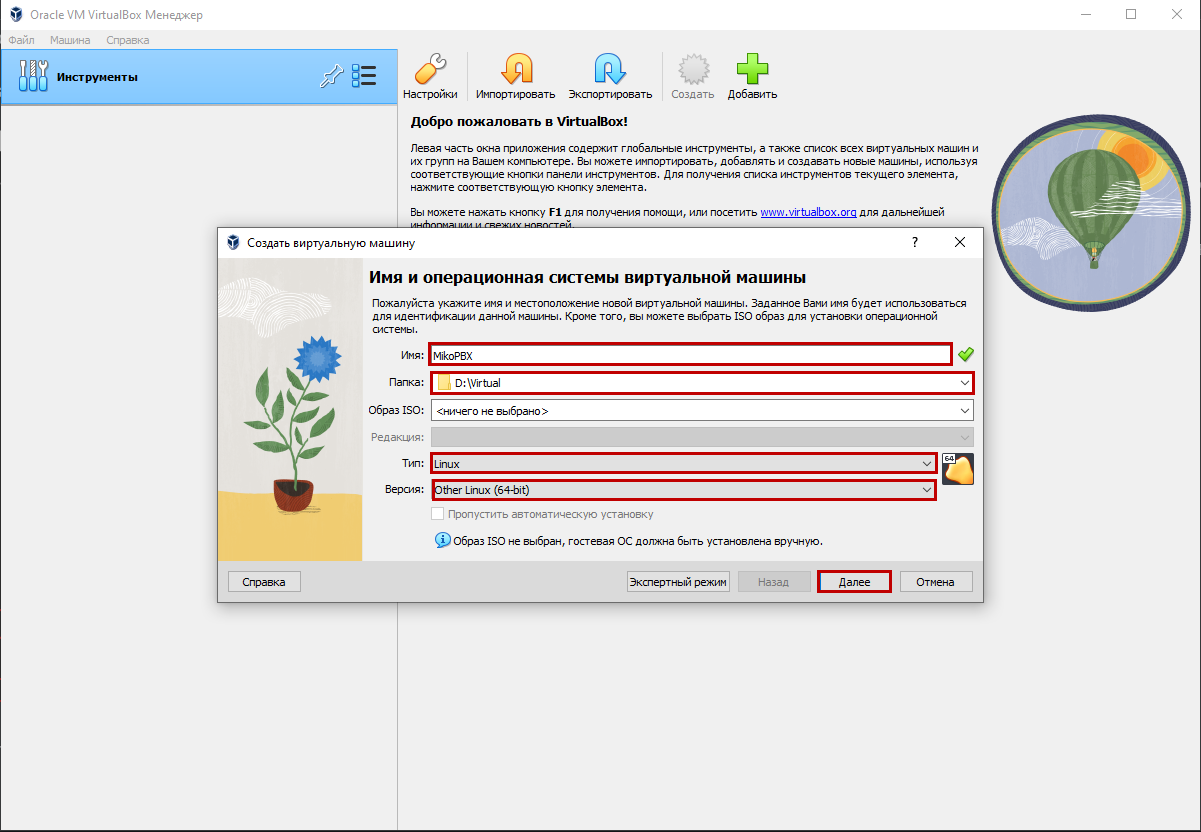 Oracle VM VirtualBox Менеджер
Файл Машина Справка
Инструменты
Настройки Импортировать Экспортировать Создать Добавить
Добро пожаловать в VirtualBox!
Левая часть окна приложения содержит глобальные инструменты, а также список всех виртуальных машин и
их групп на Вашем компьютере. Вы можете импортировать, добавлять и создавать новые машины, используя
соответствующие кнопки панели инструментов. Для получения списка инструментов текущего элемента,
нажмите соответствующую кнопку элемента.
Вы можете нажать кнопку F1 для получения помощи, или посетить www.virtualbox.org для дальнейшей
информации и свежих новостей.
Создать виртуальную машину
?
Имя и операционная системы виртуальной машины
Пожалуйста укажите имя и местоположение новой виртуальной машины. Заданное Вами имя будет использоваться
для идентификации данной машины. Кроме того, вы можете выбрать ISO образ для установки операционной
системы.
Имя: MikoPBX
Папка: D:\Virtual
Образ ISO: <ничего не выбрано>
Редакция:
Тип: Linux
64
Версия: Other Linux (64-bit)
Пропустить автоматическую установку
Образ ISO не выбран, гостевая ОС должна быть установлена вручную.
Справка Экспертный режим Назад Далее Отмена